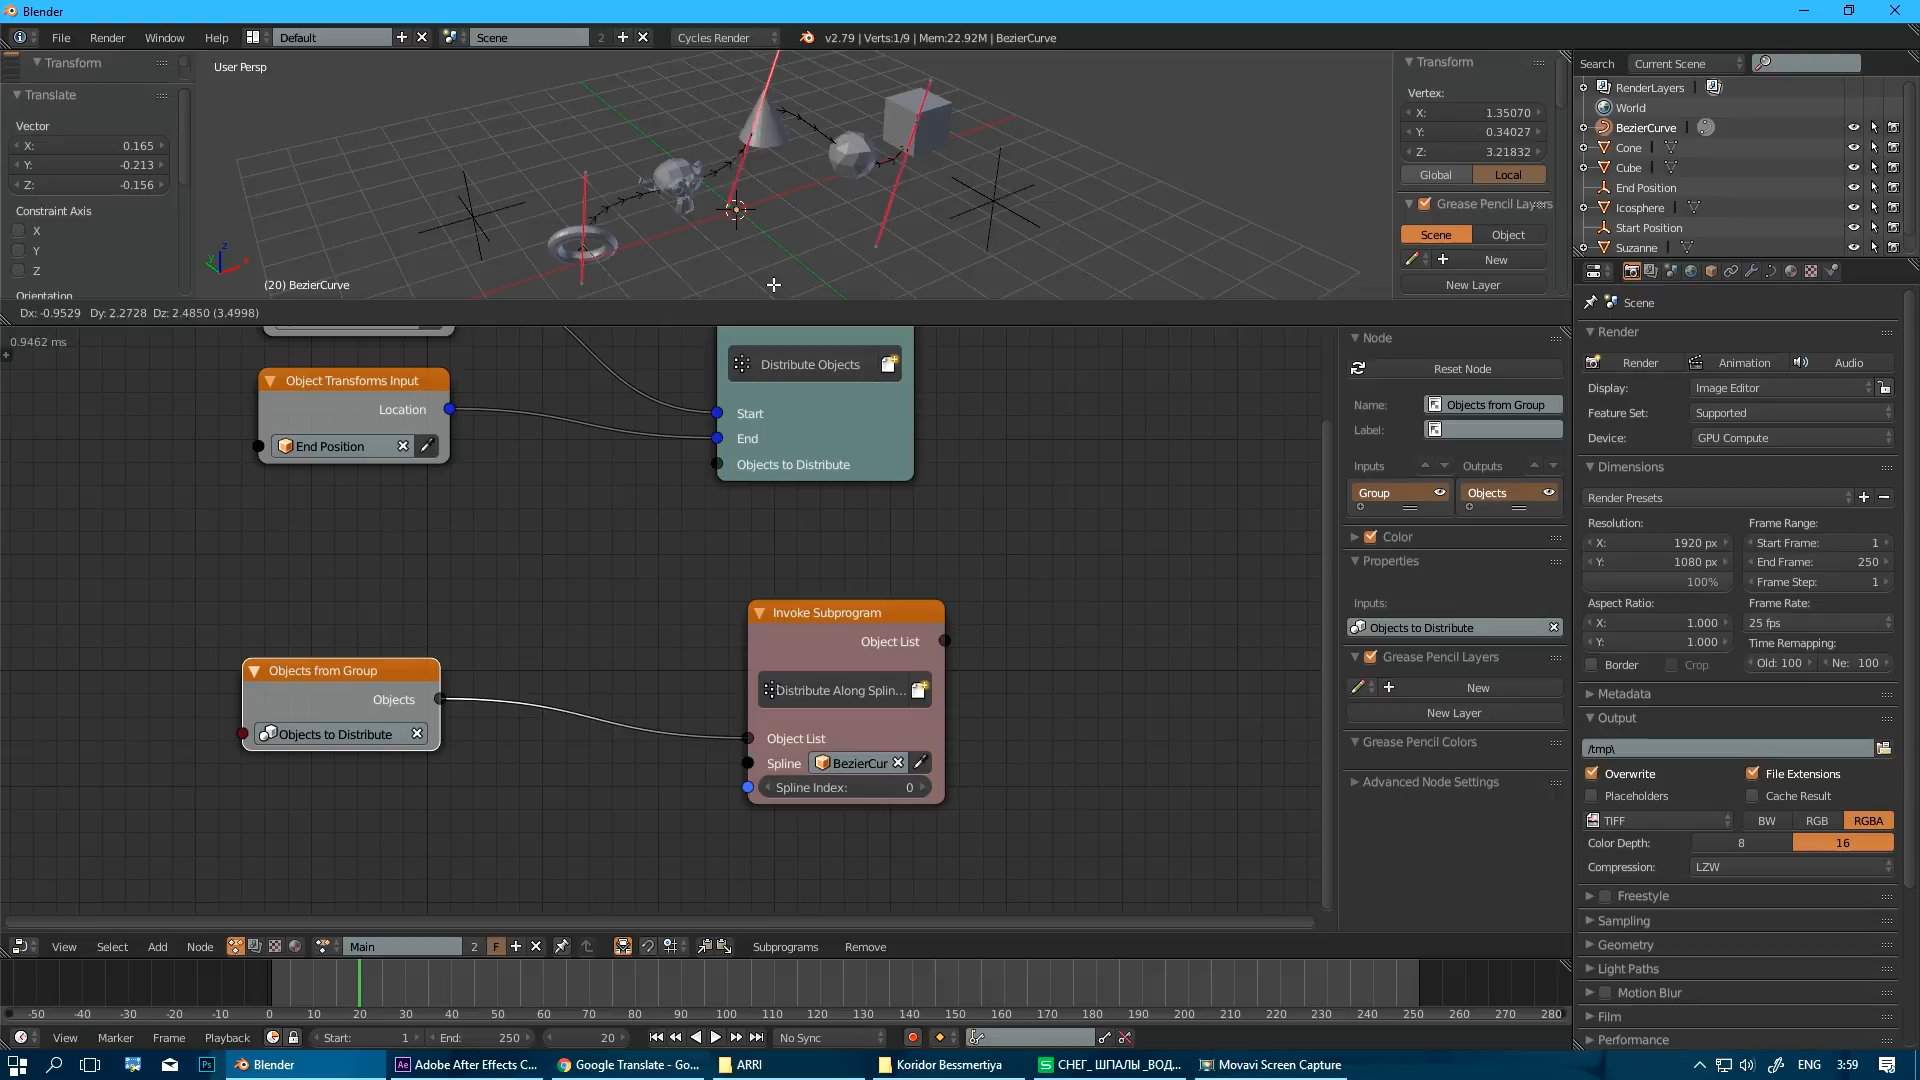 Blender
File Render Window Help Default Scene 2 Cycles Render v2.79 | Verts:1/9 | Mem:22.92M | BezierCurve
Transform
Translate
Vector
X: 0.165
Y: -0.213
Z: -0.156
Constraint Axis
X
Y
Z
Orientation
User Persp
(20) BezierCurve
Transform
Vertex:
X: 1.35070
Y: 0.34027
Z: 3.21832
Global Local
Grease Pencil Layers
Scene Object
New
New Layer
Search Current Scene
RenderLayers
World
BezierCurve
Cone
Cube
End Position
Icosphere
Start Position
Suzanne
Dx: -0.9529 Dy: 2.2728 Dz: 2.4850 (3.4998)
0.9462 ms
Object Transforms Input
Location
End Position
Distribute Objects
Start
End
Objects to Distribute
Objects from Group
Objects
Objects to Distribute
Invoke Subprogram
Object List
Distribute Along Splin...
Object List
Spline BezierCur
Spline Index: 0
Node
Reset Node
Name: Objects from Group
Label:
Inputs Outputs
Group Objects
Color
Properties
Inputs:
Objects to Distribute
Grease Pencil Layers
New
New Layer
Grease Pencil Colors
Advanced Node Settings
Scene
Render
Render Animation Audio
Display: Image Editor
Feature Set: Supported
Device: GPU Compute
Dimensions
Render Presets
Resolution: Frame Range:
X: 1920 px Start Frame: 1
Y: 1080 px End Frame: 250
100% Frame Step: 1
Aspect Ratio: Frame Rate:
X: 1.000 25 fps
Y: 1.000 Time Remapping:
Border Crop Old: 100 Ne: 100
Metadata
Output
/tmp\
Overwrite File Extensions
Placeholders Cache Result
TIFF BW RGB RGBA
Color Depth: 8 16
Compression: LZW
Freestyle
Sampling
Geometry
Light Paths
Motion Blur
Film
Performance
View Select Add Node Main 2 F Subprograms Remove
-50 -40 -30 -20 -10 0 10 20 30 40 50 60 70 80 90 100 110 120 130 140 150 160 170 180 190 200 210 220 230 240 250 260 270 280
View Marker Frame Playback Start: 1 End: 250 20 No Sync
Blender Adobe After Effects C... Google Translate - Go... ARRI Koridor Bessmertiya СНЕГ_ ШПАЛЫ _ВОД... Movavi Screen Capture ENG 3:59